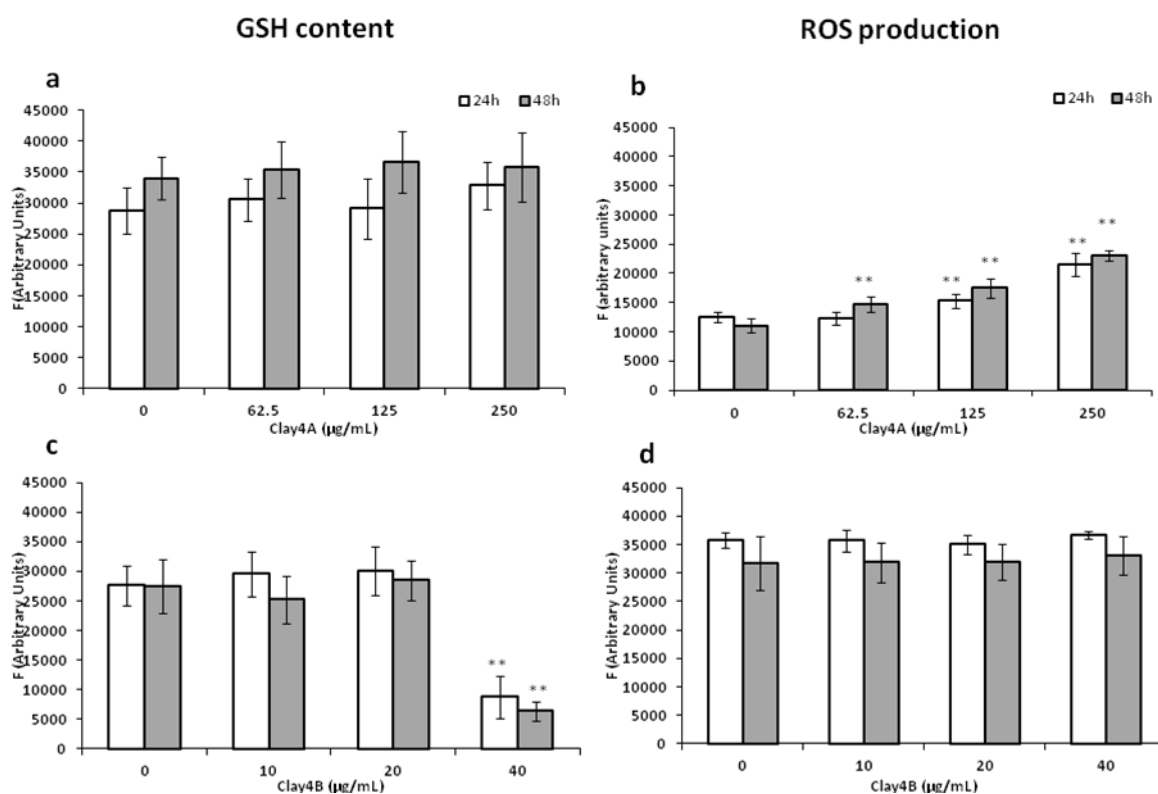 GSH content
ROS production
a
24h 48h
45000
40000
35000
30000
25000
20000
15000
10000
5000
0
F(Arbitrary Units)
0 62.5 125 250
Clay4A (µg/mL)
b
24h 48h
45000
40000
35000
30000
25000
20000
15000
10000
5000
0
F (arbitrary units)
** ** ** ** **
0 62.5 125 250
Clay4A (µg/mL)
c
45000
40000
35000
30000
25000
20000
15000
10000
5000
0
F (Arbitrary Units)
** **
0 10 20 40
Clay4B (µg/mL)
d
45000
40000
35000
30000
25000
20000
15000
10000
5000
0
F (Arbitrary Units)
0 10 20 40
Clay4B (µg/mL)